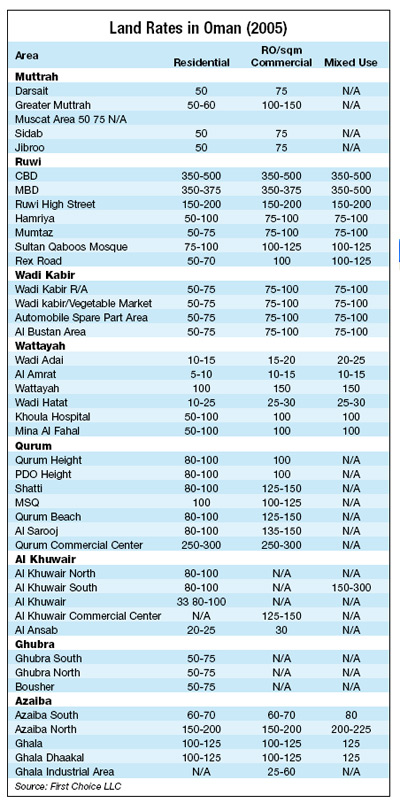 Land Rates in Oman (2005)
RO/sqm
Area Residential Commercial Mixed Use
Muttrah
Darsait 50 75 N/A
Greater Muttrah 50-60 100-150 N/A
Muscat Area 50 75 N/A
Sidab 50 75 N/A
Jibroo 50 75 N/A
Ruwi
CBD 350-500 350-500 350-500
MBD 350-375 350-375 350-500
Ruwi High Street 150-200 150-200 150-200
Hamriya 50-100 75-100 75-100
Mumtaz 50-75 75-100 75-100
Sultan Qaboos Mosque 75-100 100-125 100-125
Rex Road 50-70 100 100-125
Wadi Kabir
Wadi Kabir R/A 50-75 75-100 75-100
Wadi kabir/Vegetable Market 50-75 75-100 75-100
Automobile Spare Part Area 50-75 75-100 75-100
Al Bustan Area 50-75 75-100 75-100
Wattayah
Wadi Adai 10-15 15-20 20-25
Al Amrat 5-10 10-15 10-15
Wattayah 100 150 150
Wadi Hatat 10-25 25-30 25-30
Khoula Hospital 50-100 100 100
Mina Al Fahal 50-100 100 100
Qurum
Qurum Height 80-100 100 N/A
PDO Height 80-100 100 N/A
Shatti 80-100 125-150 N/A
MSQ 100 100-125 N/A
Qurum Beach 80-100 125-150 N/A
Al Sarooj 80-100 135-150 N/A
Qurum Commercial Center 250-300 250-300 N/A
Al Khuwair
Al Khuwair North 80-100 N/A N/A
Al Khuwair South 80-100 N/A 150-300
Al Khuwair 33 80-100 N/A N/A
Al Khuwair Commercial Center N/A 125-150 N/A
Al Ansab 20-25 30 N/A
Ghubra
Ghubra South 50-75 N/A N/A
Ghubra North 50-75 N/A N/A
Bousher 50-75 N/A N/A
Azaiba
Azaiba South 60-70 60-70 80
Azaiba North 150-200 150-200 200-225
Ghala 100-125 100-125 125
Ghala Dhaakal 100-125 100-125 125
Ghala Industrial Area N/A 25-60 N/A
Source: First Choice LLC